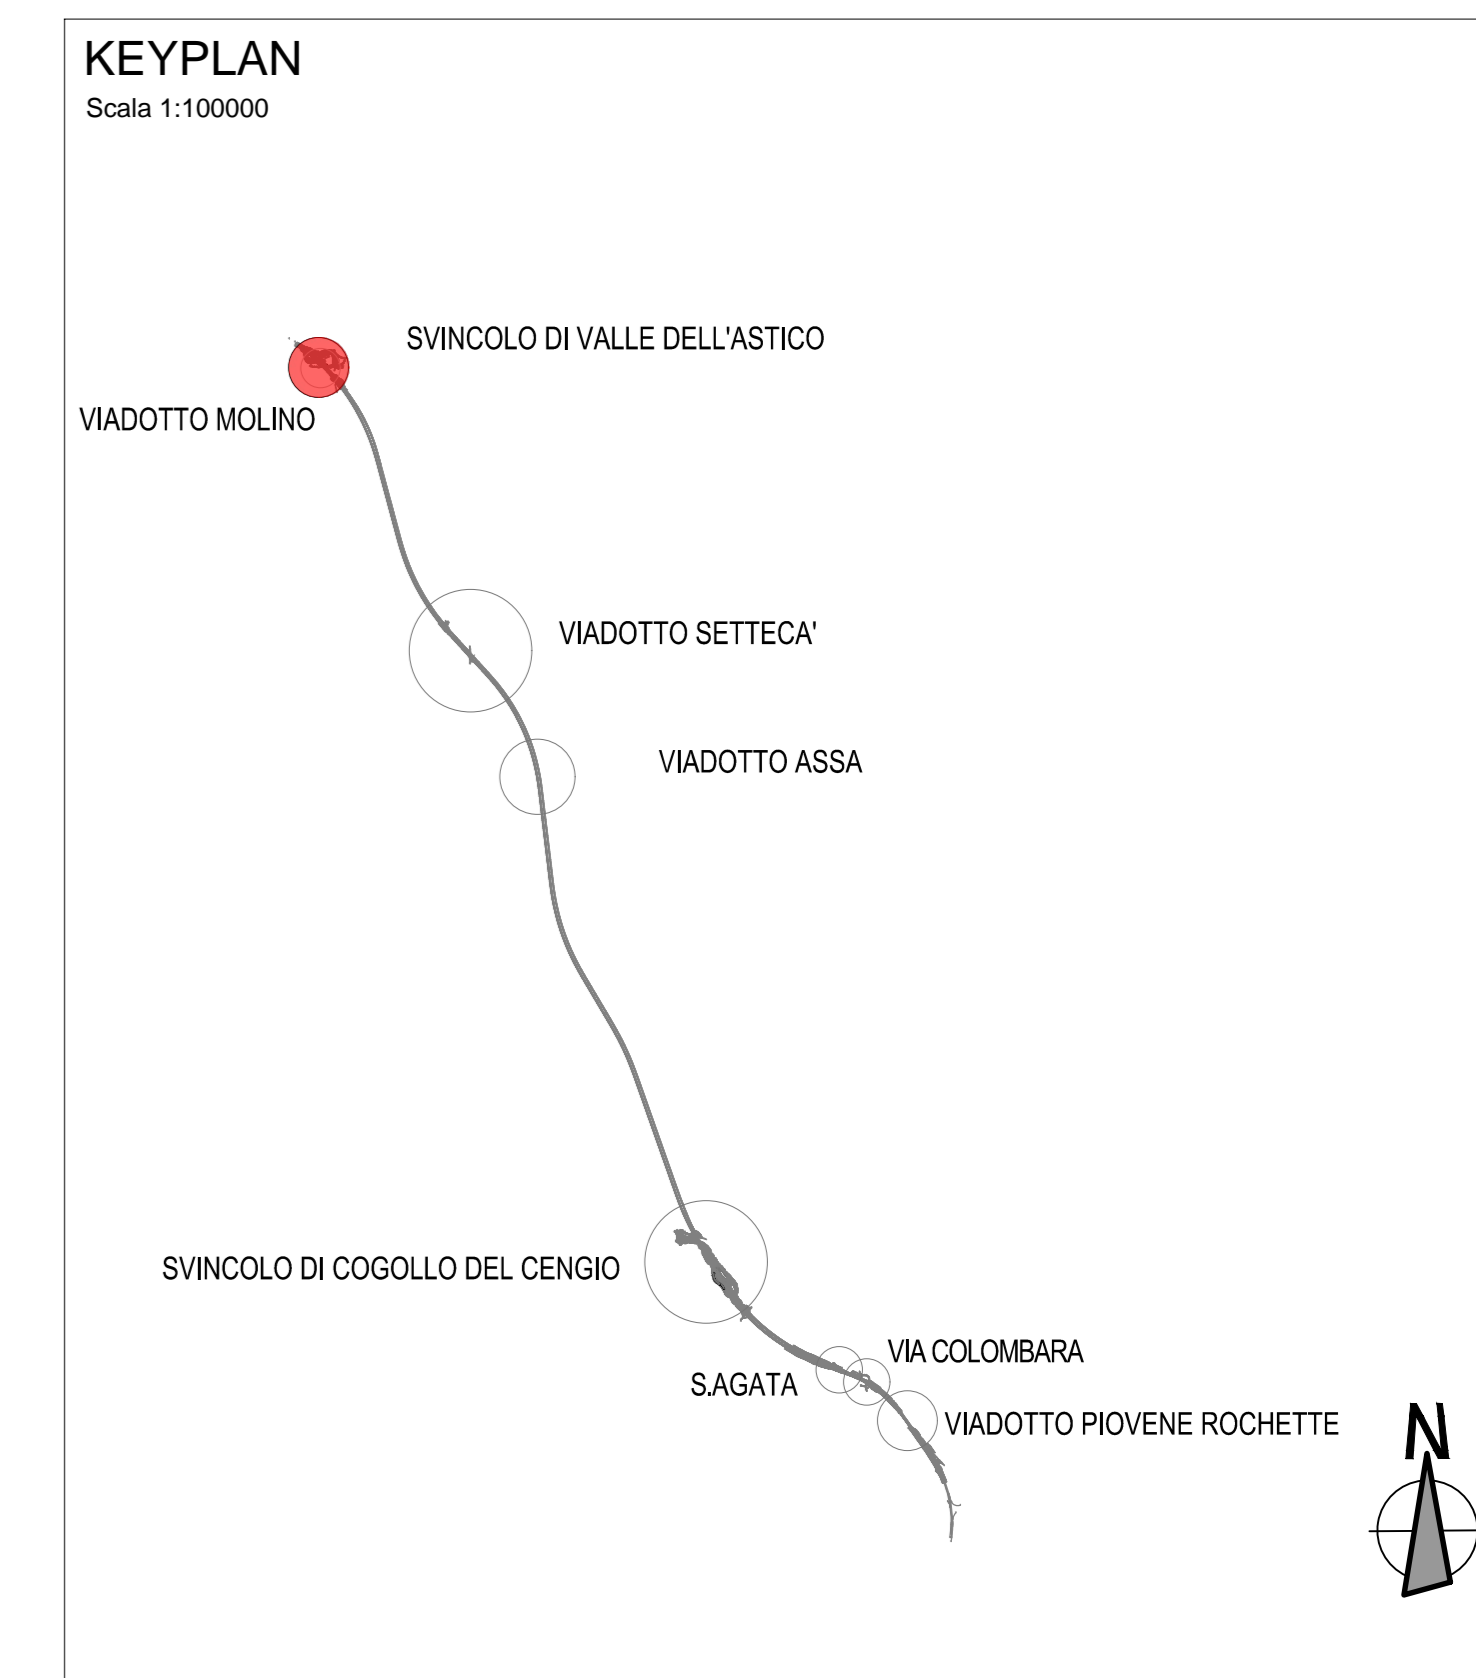 KEYPLAN
Scala 1:100000
SVINCOLO DI VALLE DELL'ASTICO
VIADOTTO MOLINO
VIADOTTO SETTECA'
VIADOTTO ASSA
SVINCOLO DI COGOLLO DEL CENGIO
VIA COLOMBARA
S.AGATA
VIADOTTO PIOVENE ROCHETTE
N